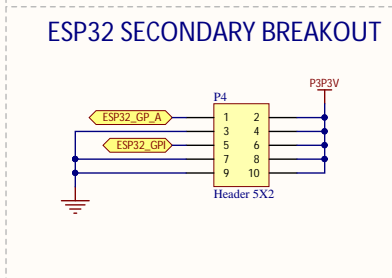 ESP32 SECONDARY BREAKOUT
P3P3V
P4
ESP32_GP_A 1 2
3 4
ESP32_GPI 5 6
7 8
9 10
Header 5X2